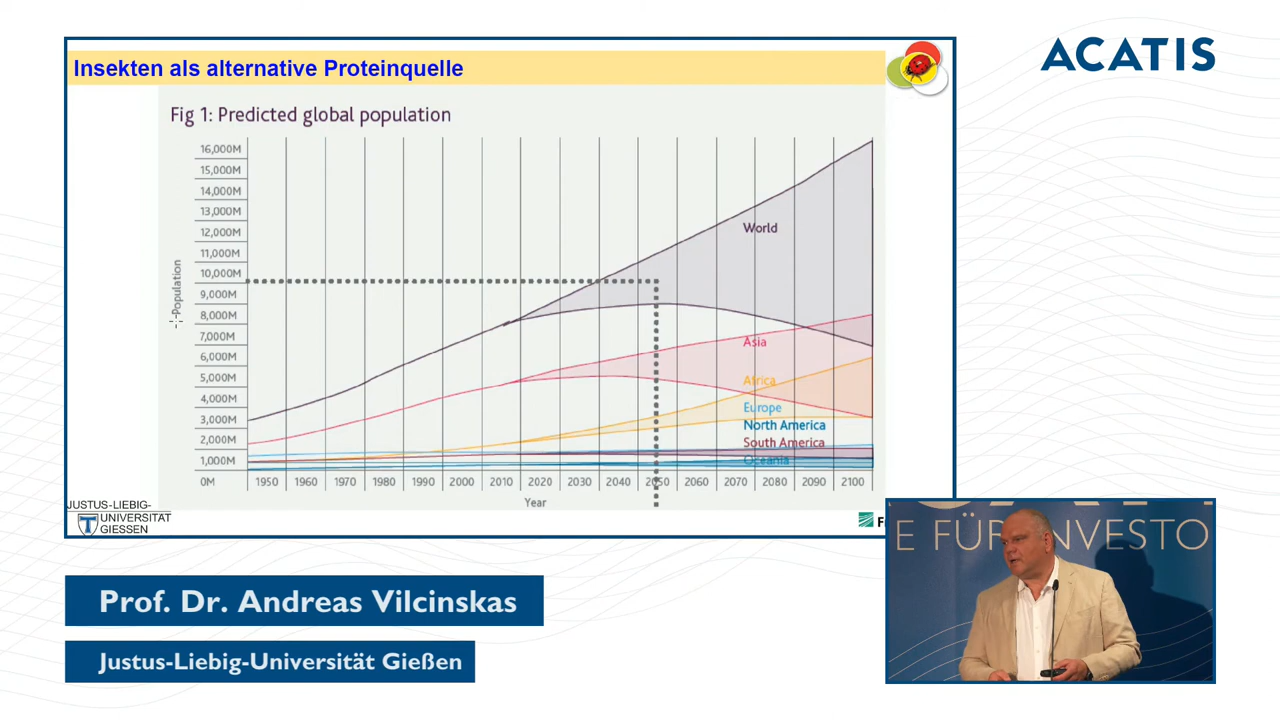 ACATIS
Insekten als alternative Proteinquelle
Fig 1: Predicted global population
16,000M
15,000M
14,000M
13,000M
12,000M
11,000M
10,000M
9,000M
8,000M
7,000M
6,000M
5,000M
4,000M
3,000M
2,000M
1,000M
0M
Population
World
Asia
Africa
Europe
North America
South America
Oceania
1950 1960 1970 1980 1990 2000 2010 2020 2030 2040 2050 2060 2070 2080 2090 2100
Year
JUSTUS-LIEBIG-
UNIVERSITAT
GIESSEN
E FÜR INVESTO
Prof. Dr. Andreas Vilcinskas
Justus-Liebig-Universität Gießen